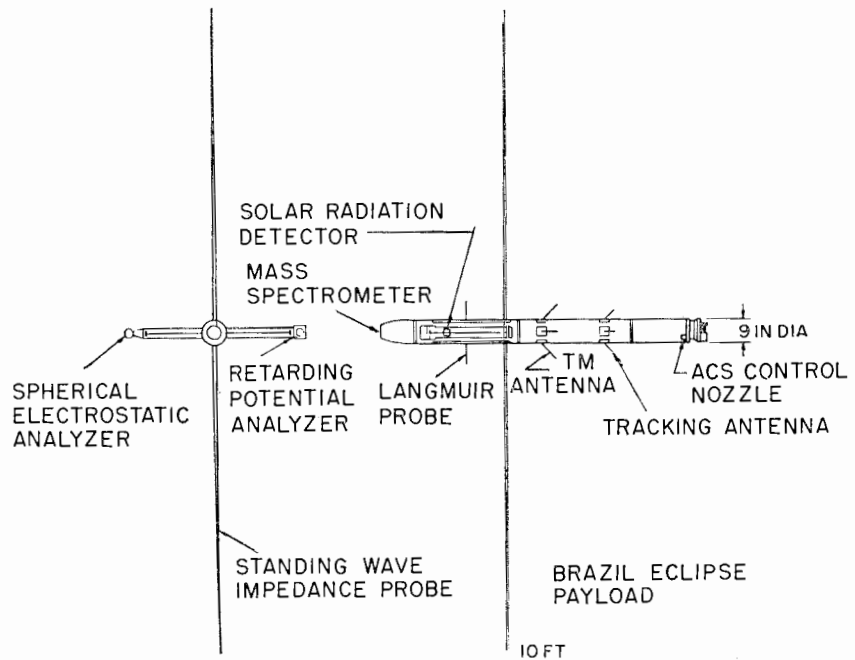 SOLAR RADIATION
DETECTOR
MASS
SPECTROMETER
9 IN DIA
SPHERICAL
ELECTROSTATIC
ANALYZER
RETARDING
POTENTIAL
ANALYZER
LANGMUIR
PROBE
TM
ANTENNA
ACS CONTROL
NOZZLE
TRACKING ANTENNA
STANDING WAVE
IMPEDANCE PROBE
BRAZIL ECLIPSE
PAYLOAD
10 FT